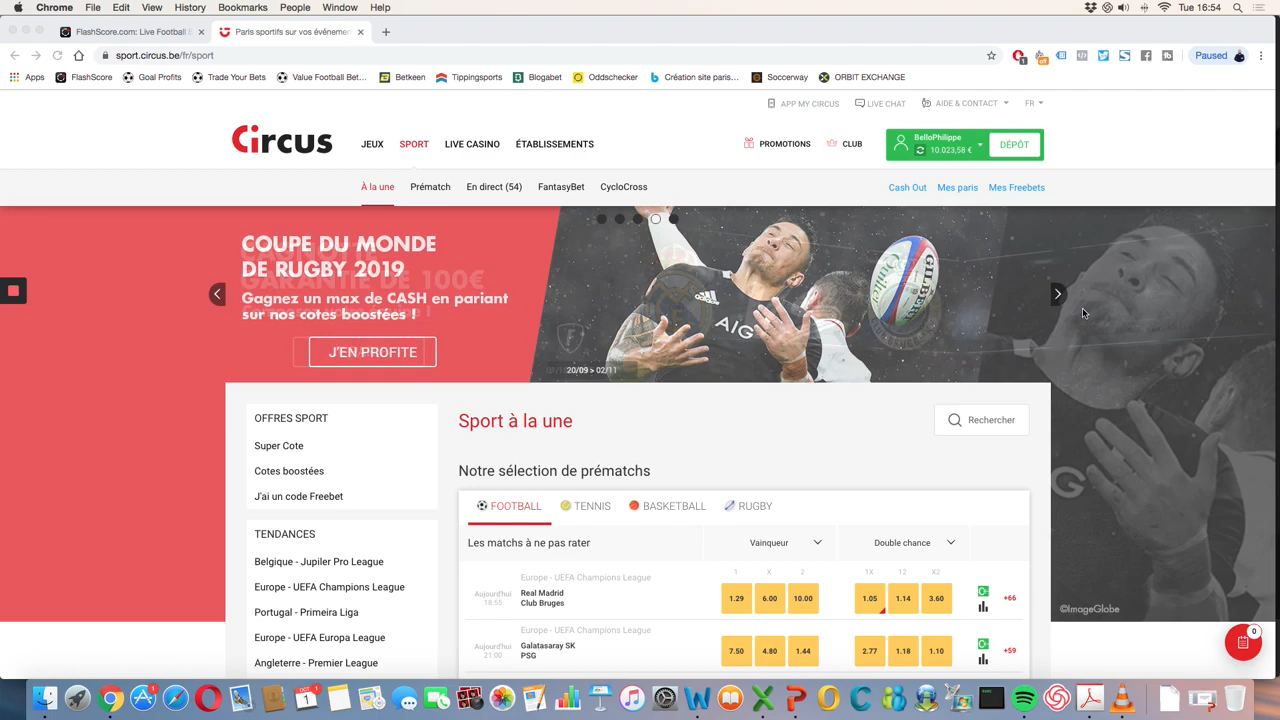 Chrome File Edit View History Bookmarks People Window Help Tue 16:54
FlashScore.com: Live Football S Paris sportifs sur vos événemen
sport.circus.be/fr/sport Paused
Apps FlashScore Goal Profits Trade Your Bets Value Football Bet... Betkeen Tippingsports Blogabet Oddschecker Création site paris... Soccerway ORBIT EXCHANGE
APP MY CIRCUS LIVE CHAT AIDE & CONTACT FR
Circus JEUX SPORT LIVE CASINO ÉTABLISSEMENTS PROMOTIONS CLUB BelloPhilippe 10.023,58 € DÉPÔT
À la une Prématch En direct (54) FantasyBet CycloCross Cash Out Mes paris Mes Freebets
COUPE DU MONDE
DE RUGBY 2019
GARANTIE DE 100€
Gagnez un max de CASH en pariant
sur nos cotes boostées !
J'EN PROFITE
20/09 > 02/11
AIG
GILBERT
©ImageGlobe
OFFRES SPORT
Super Cote
Cotes boostées
J'ai un code Freebet
TENDANCES
Belgique - Jupiler Pro League
Europe - UEFA Champions League
Portugal - Primeira Liga
Europe - UEFA Europa League
Angleterre - Premier League
Sport à la une Rechercher
Notre sélection de prématchs
FOOTBALL TENNIS BASKETBALL RUGBY
Les matchs à ne pas rater Vainqueur Double chance
1 X 2 1X 12 X2
Europe - UEFA Champions League
Aujourd'hui 18:55 Real Madrid Club Bruges 1.29 6.00 10.00 1.05 1.14 3.60 +66
Europe - UEFA Champions League
Aujourd'hui 21:00 Galatasaray SK PSG 7.50 4.80 1.44 2.77 1.18 1.10 +59
0